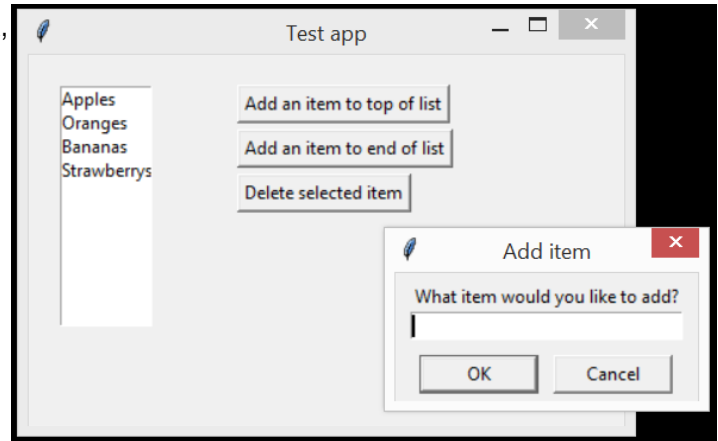 ,
Test app
Apples
Oranges
Bananas
Strawberrys
Add an item to top of list
Add an item to end of list
Delete selected item
Add item
What item would you like to add?
OK
Cancel